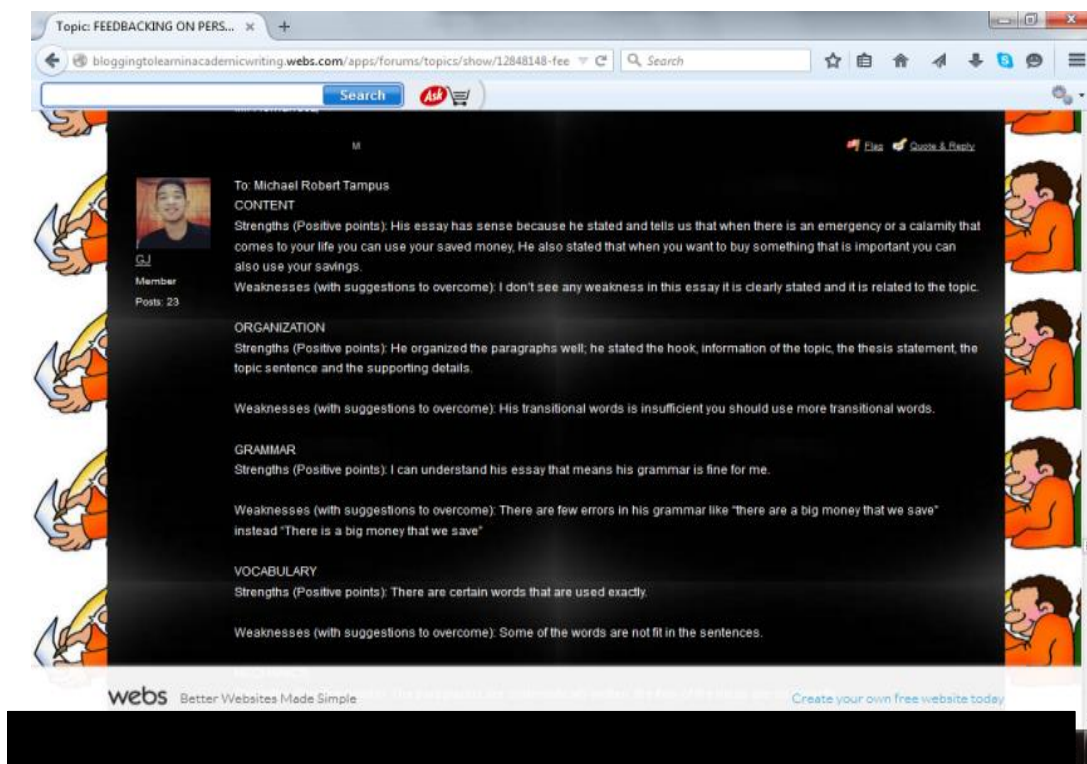 Topic: FEEDBACKING ON PERS...
bloggingtolearninacademicwriting.webs.com/apps/forums/topics/show/12848148-fee
Search
Search
Ask
M
Flag Quote & Reply
To: Michael Robert Tampus
CONTENT
Strengths (Positive points): His essay has sense because he stated and tells us that when there is an emergency or a calamity that
comes to your life you can use your saved money, He also stated that when you want to buy something that is important you can
also use your savings.
GJ
Member
Weaknesses (with suggestions to overcome): I don't see any weakness in this essay it is clearly stated and it is related to the topic.
Posts: 23
ORGANIZATION
Strengths (Positive points): He organized the paragraphs well; he stated the hook, information of the topic, the thesis statement, the
topic sentence and the supporting details.
Weaknesses (with suggestions to overcome): His transitional words is insufficient you should use more transitional words.
GRAMMAR
Strengths (Positive points): I can understand his essay that means his grammar is fine for me.
Weaknesses (with suggestions to overcome): There are few errors in his grammar like "there are a big money that we save"
instead "There is a big money that we save"
VOCABULARY
Strengths (Positive points): There are certain words that are used exactly.
Weaknesses (with suggestions to overcome): Some of the words are not fit in the sentences.
webs Better Websites Made Simple
Create your own free website today